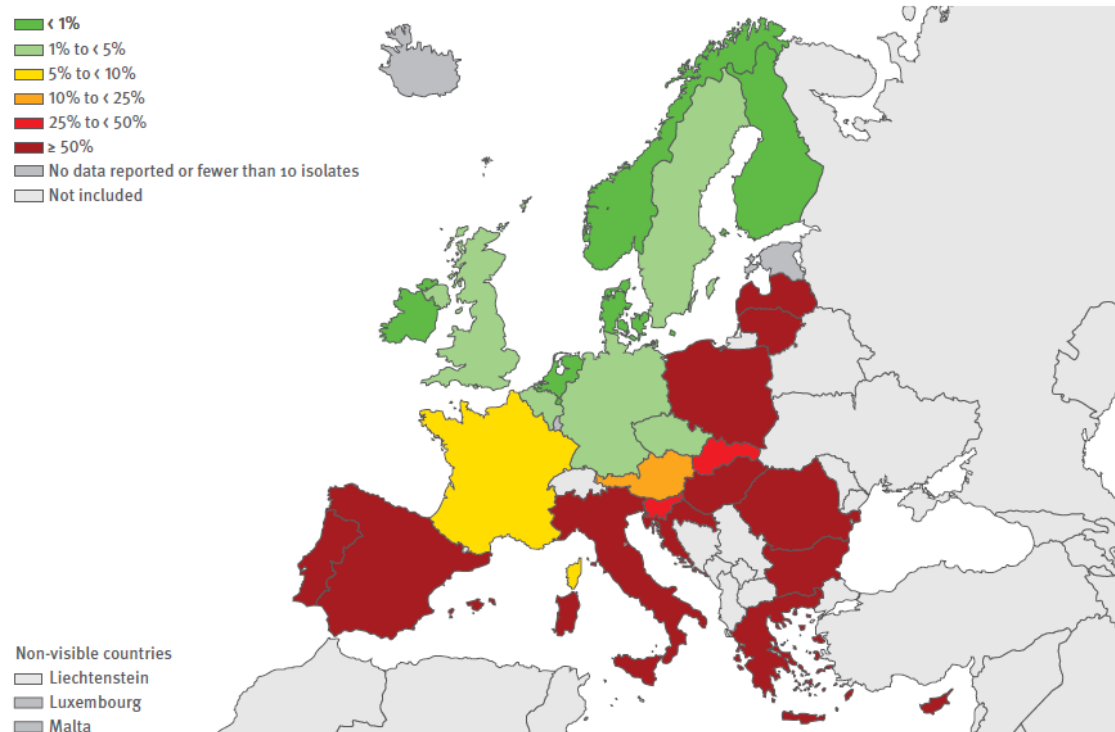 < 1%
1% to < 5%
5% to < 10%
10% to < 25%
25% to < 50%
≥ 50%
No data reported or fewer than 10 isolates
Not included
Non-visible countries
Liechtenstein
Luxembourg
Malta